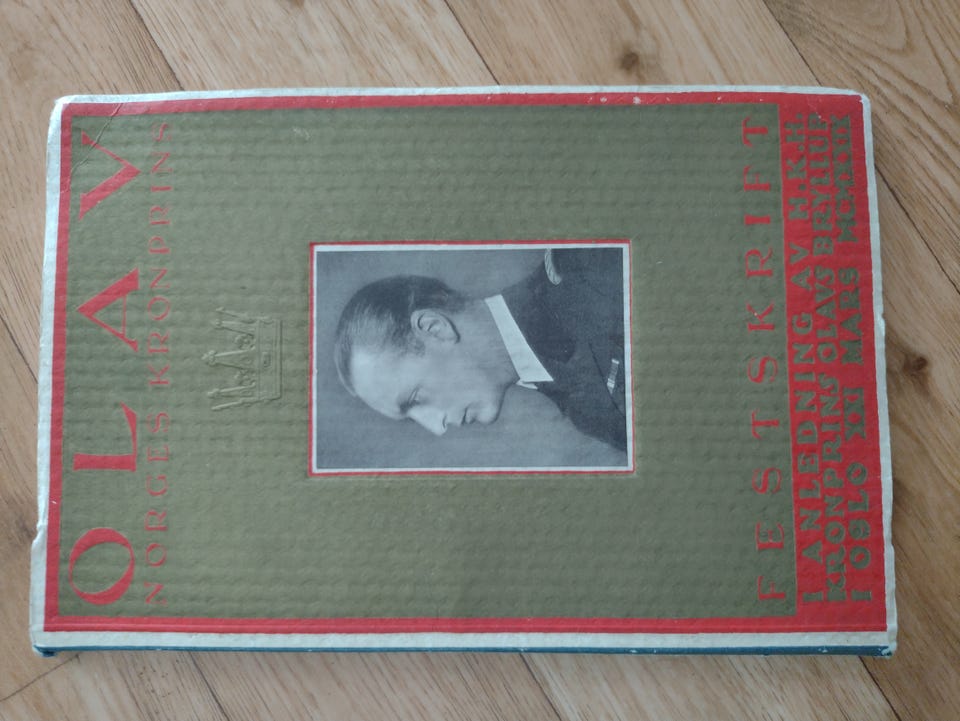 OLAV
NORGES KRONPRINS
FESTSKRIFT
I ANLEDNING AV H.K.H.
KRONPRINS OLAVS BRYLLUP
I OSLO XXI MARS MCMXXIX